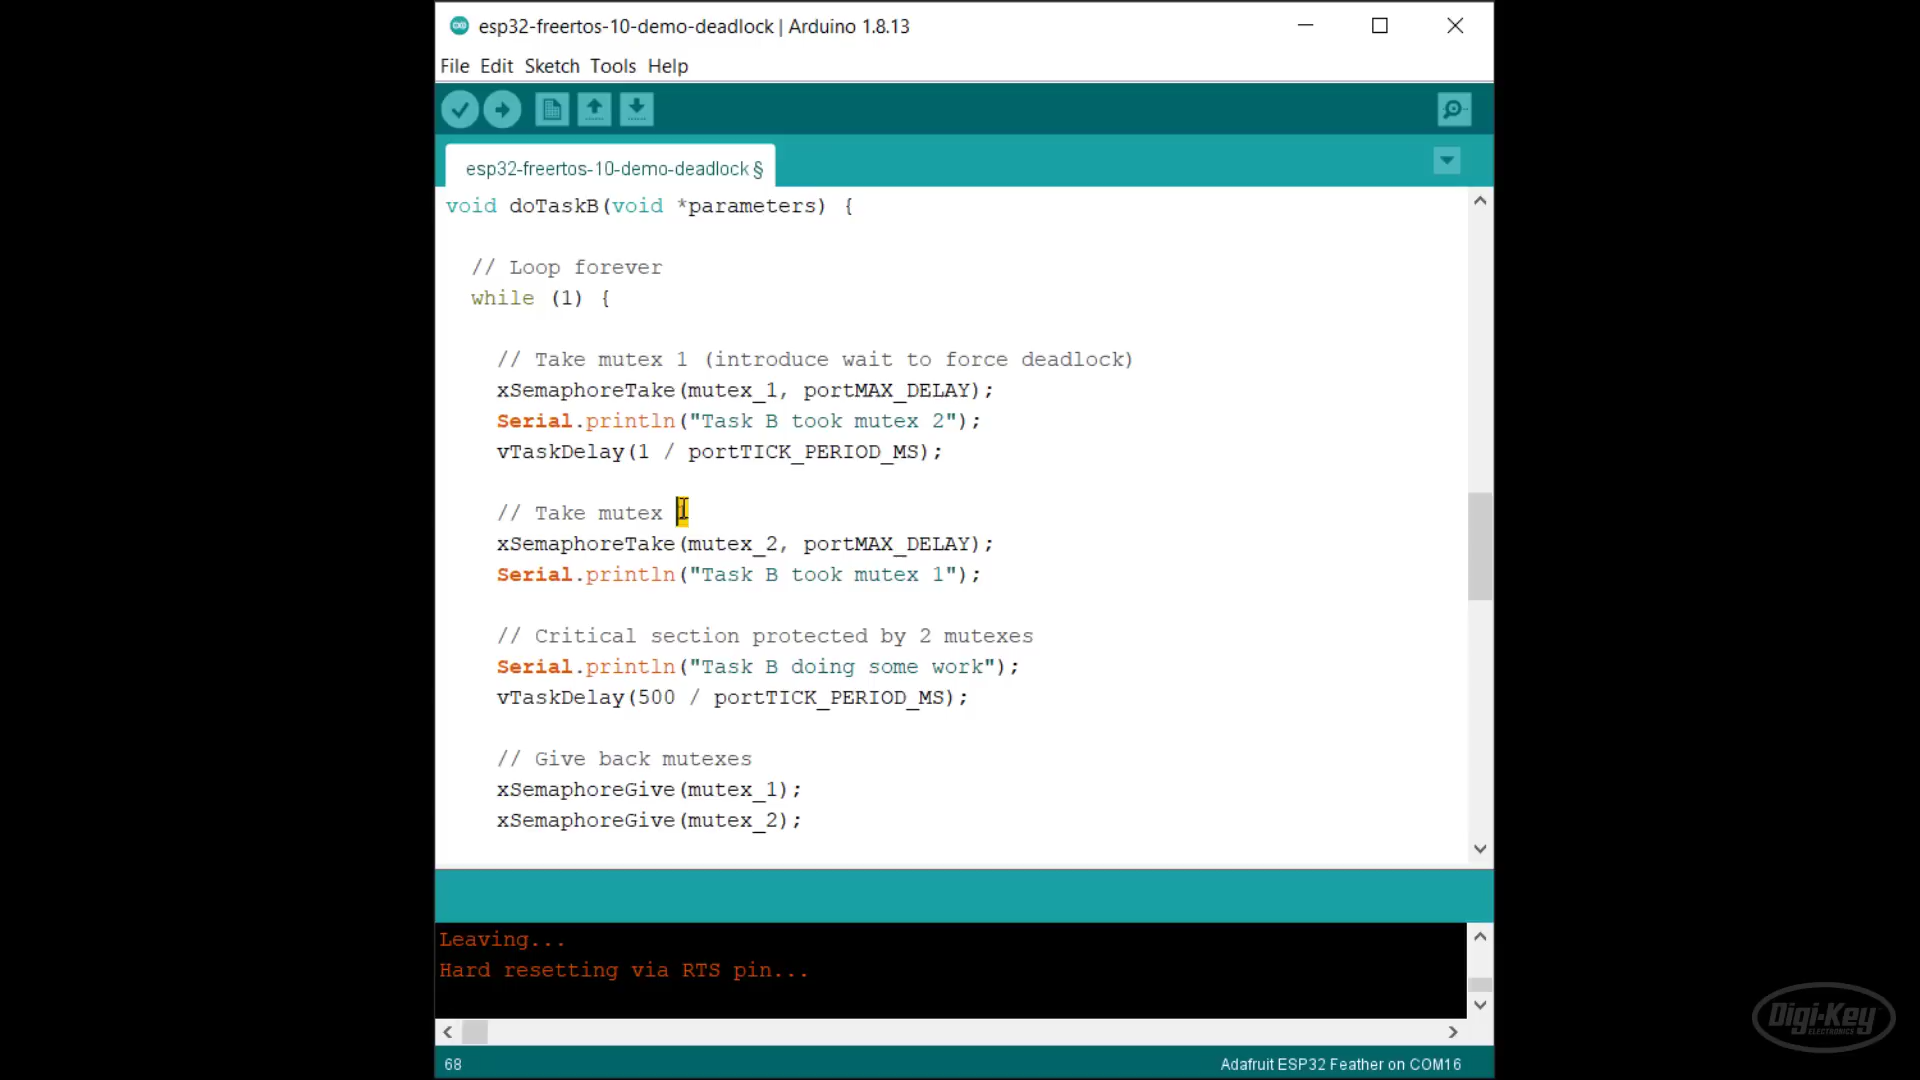 esp32-freertos-10-demo-deadlock | Arduino 1.8.13
File Edit Sketch Tools Help
esp32-freertos-10-demo-deadlock §
void doTaskB(void *parameters) {
// Loop forever
while (1) {
// Take mutex 1 (introduce wait to force deadlock)
xSemaphoreTake(mutex_1, portMAX_DELAY);
Serial.println("Task B took mutex 2");
vTaskDelay(1 / portTICK_PERIOD_MS);
// Take mutex 1
xSemaphoreTake(mutex_2, portMAX_DELAY);
Serial.println("Task B took mutex 1");
// Critical section protected by 2 mutexes
Serial.println("Task B doing some work");
vTaskDelay(500 / portTICK_PERIOD_MS);
// Give back mutexes
xSemaphoreGive(mutex_1);
xSemaphoreGive(mutex_2);
Leaving...
Hard resetting via RTS pin...
68
Adafruit ESP32 Feather on COM16
Digi-Key
ELECTRONICS